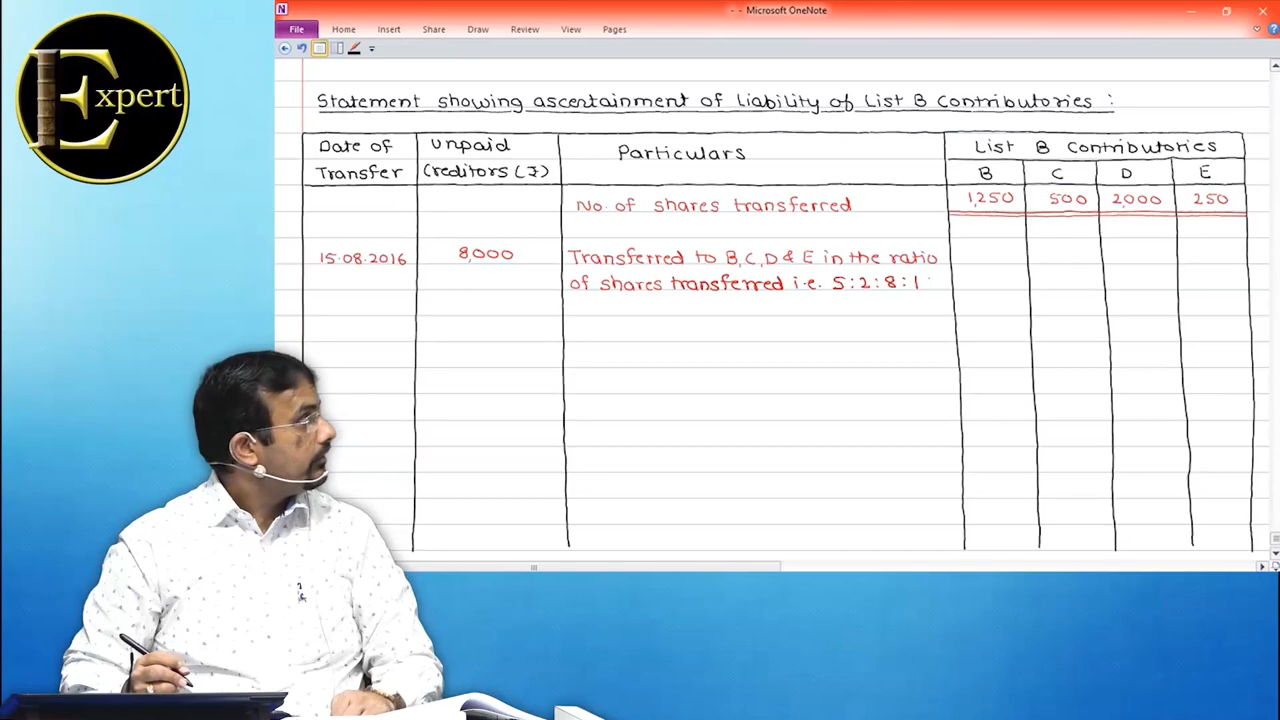 Expert
- - Microsoft OneNote
File Home Insert Share Draw Review View Pages
Statement showing ascertainment of liability of List B Contributories :
Date of Transfer
Unpaid Creditors (₹)
Particulars
List B Contributories
B C D E
No. of shares transferred 1,250 500 2,000 250
15.08.2016 8,000 Transferred to B, C, D & E in the ratio
of shares transferred i.e. 5:2:8:1